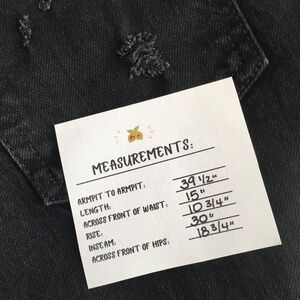 MEASUREMENTS:
ARMPIT TO ARMPIT:
LENGTH: 39 1/2"
ACROSS FRONT OF WAIST: 15"
RISE: 10 3/4"
INSEAM: 30"
ACROSS FRONT OF HIPS: 18 3/4"